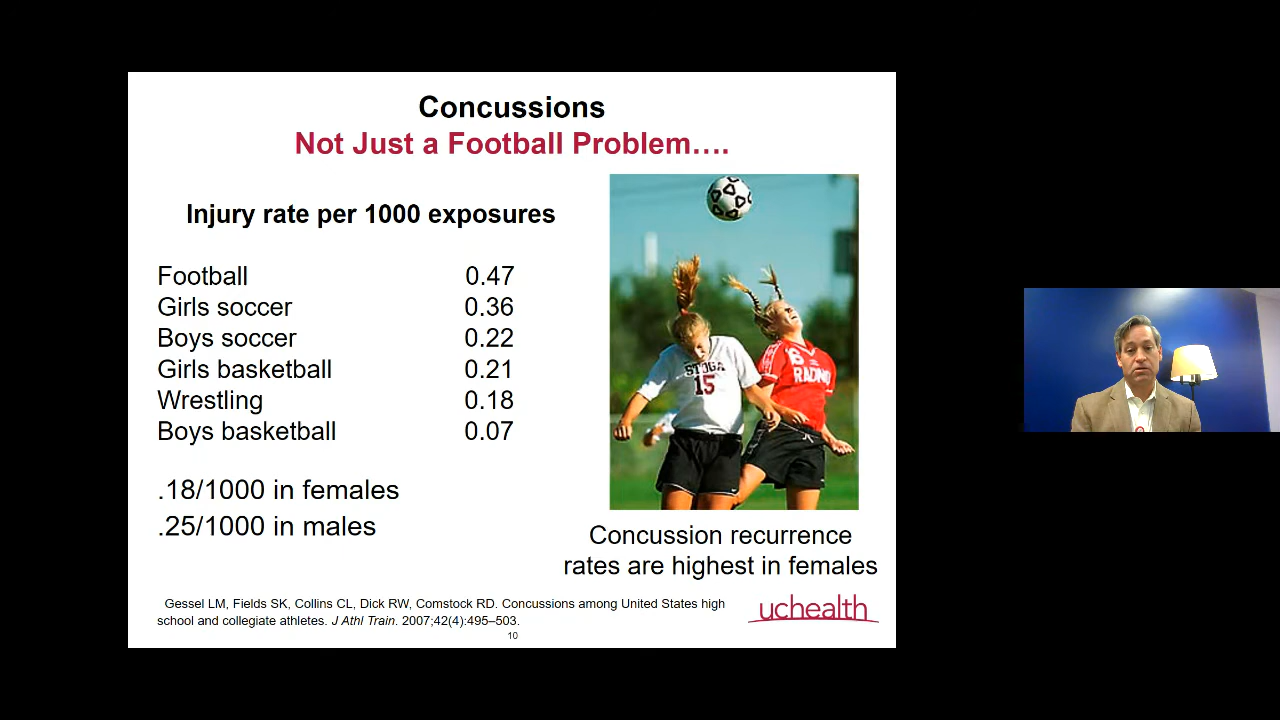 Concussions
Not Just a Football Problem….
Injury rate per 1000 exposures
Football 0.47
Girls soccer 0.36
Boys soccer 0.22
Girls basketball 0.21
Wrestling 0.18
Boys basketball 0.07
.18/1000 in females
.25/1000 in males
STOGA
15
RADNO
Concussion recurrence
rates are highest in females
Gessel LM, Fields SK, Collins CL, Dick RW, Comstock RD. Concussions among United States high
school and collegiate athletes. J Athl Train. 2007;42(4):495–503.
uchealth
10